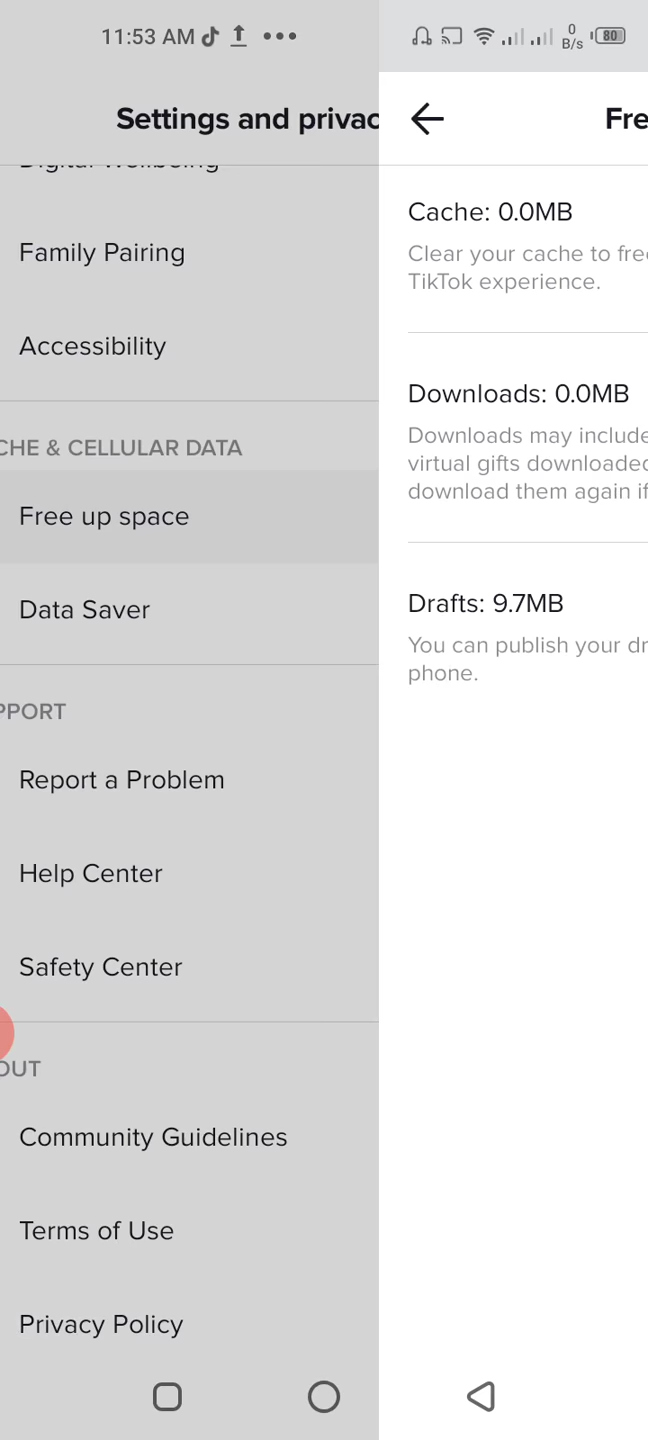 11:53 AM
0
B/s
80
Settings and privac
Fre
Digital Wellbeing
Family Pairing
Accessibility
CHE & CELLULAR DATA
Free up space
Data Saver
PPORT
Report a Problem
Help Center
Safety Center
OUT
Community Guidelines
Terms of Use
Privacy Policy
Cache: 0.0MB
Clear your cache to fre
TikTok experience.
Downloads: 0.0MB
Downloads may include
virtual gifts downloaded
download them again if
Drafts: 9.7MB
You can publish your dr
phone.